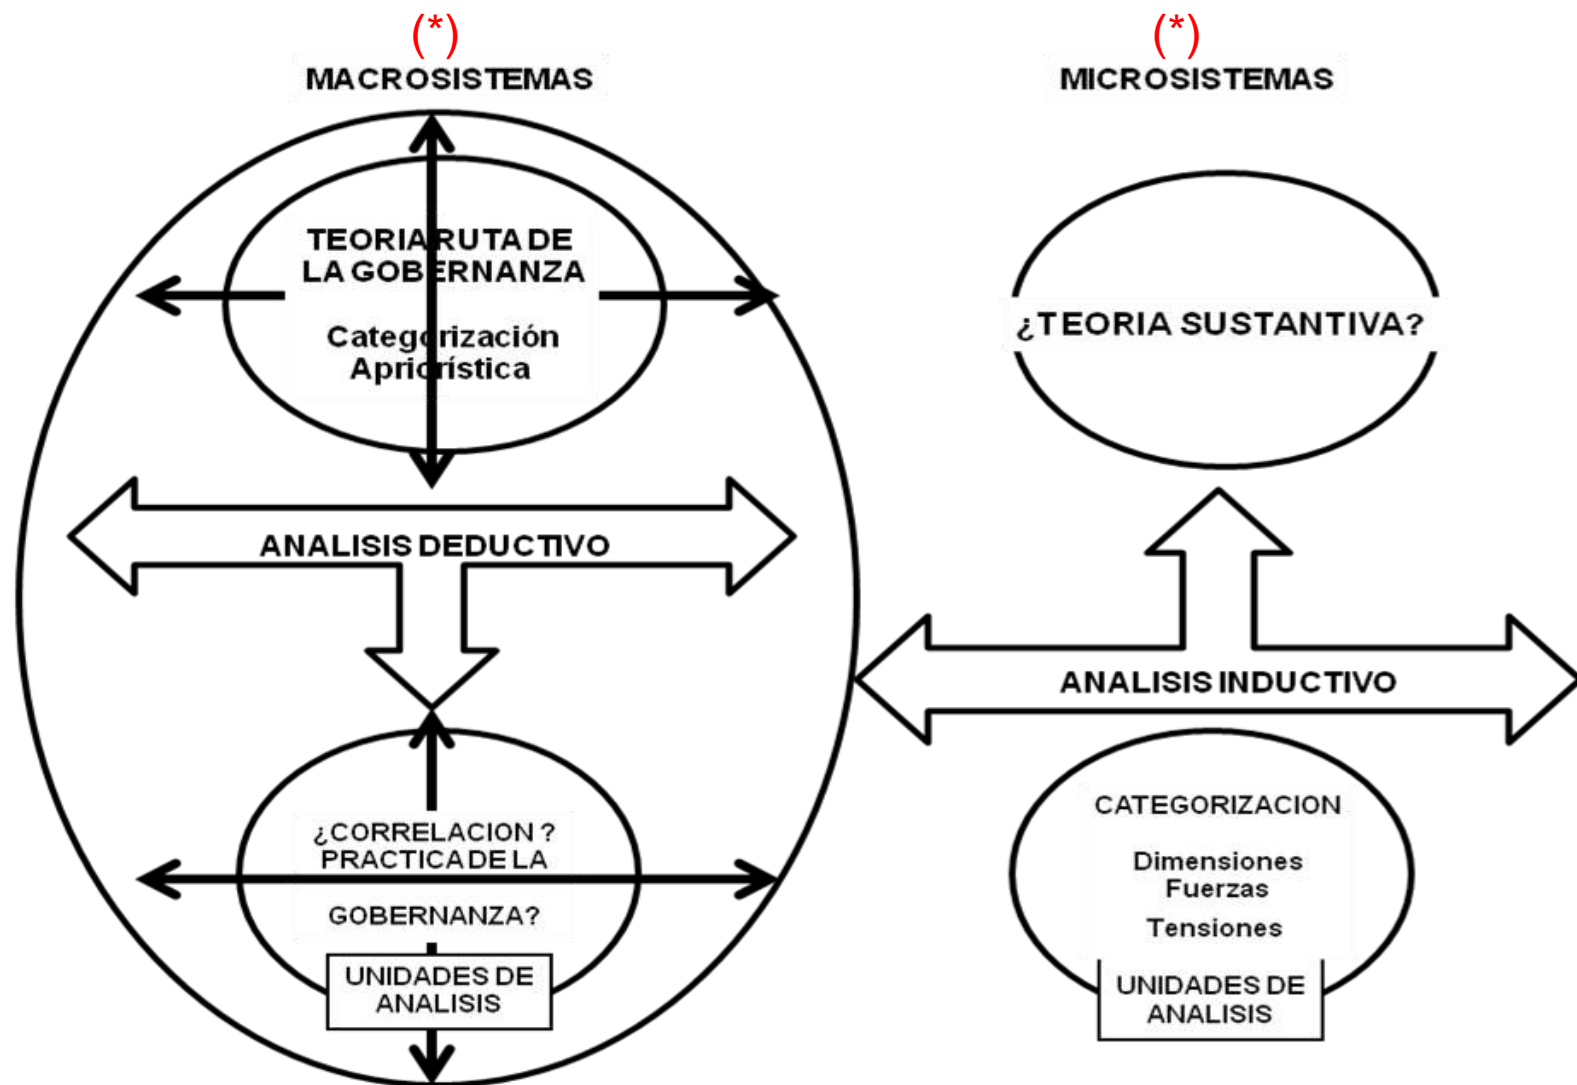 (*)
MACROSISTEMAS
TEORIA RUTA DE
LA GOBERNANZA
Categorización
Apriorística
ANALISIS DEDUCTIVO
¿CORRELACION ?
PRACTICA DE LA
GOBERNANZA?
UNIDADES DE
ANALISIS
(*)
MICROSISTEMAS
¿TEORIA SUSTANTIVA?
ANALISIS INDUCTIVO
CATEGORIZACION
Dimensiones
Fuerzas
Tensiones
UNIDADES DE
ANALISIS